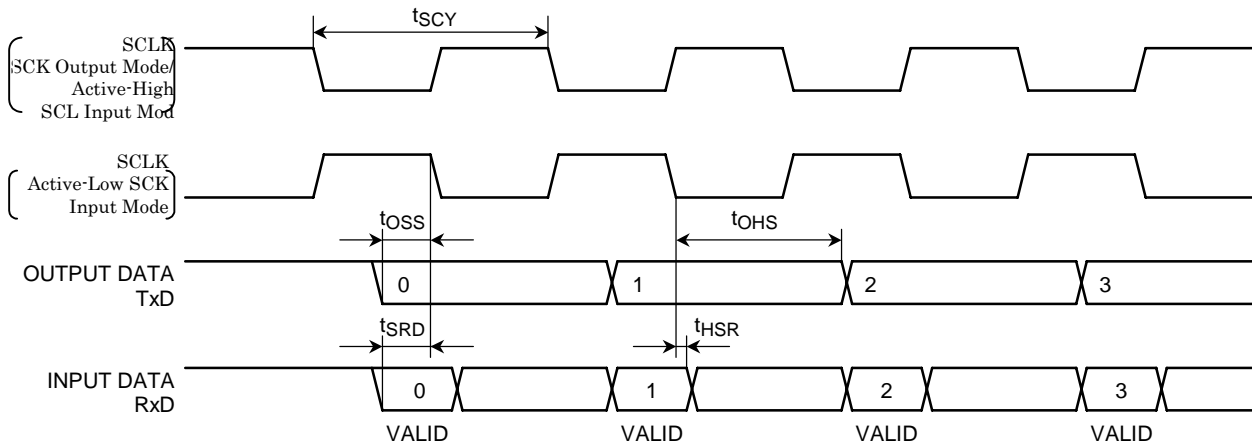 tSCY
SCLK
SCK Output Mode/
Active-High
SCL Input Mod
SCLK
Active-Low SCK
Input Mode
tOSS
tOHS
OUTPUT DATA
TxD
0
1
2
3
tSRD
tHSR
INPUT DATA
RxD
0
1
2
3
VALID
VALID
VALID
VALID